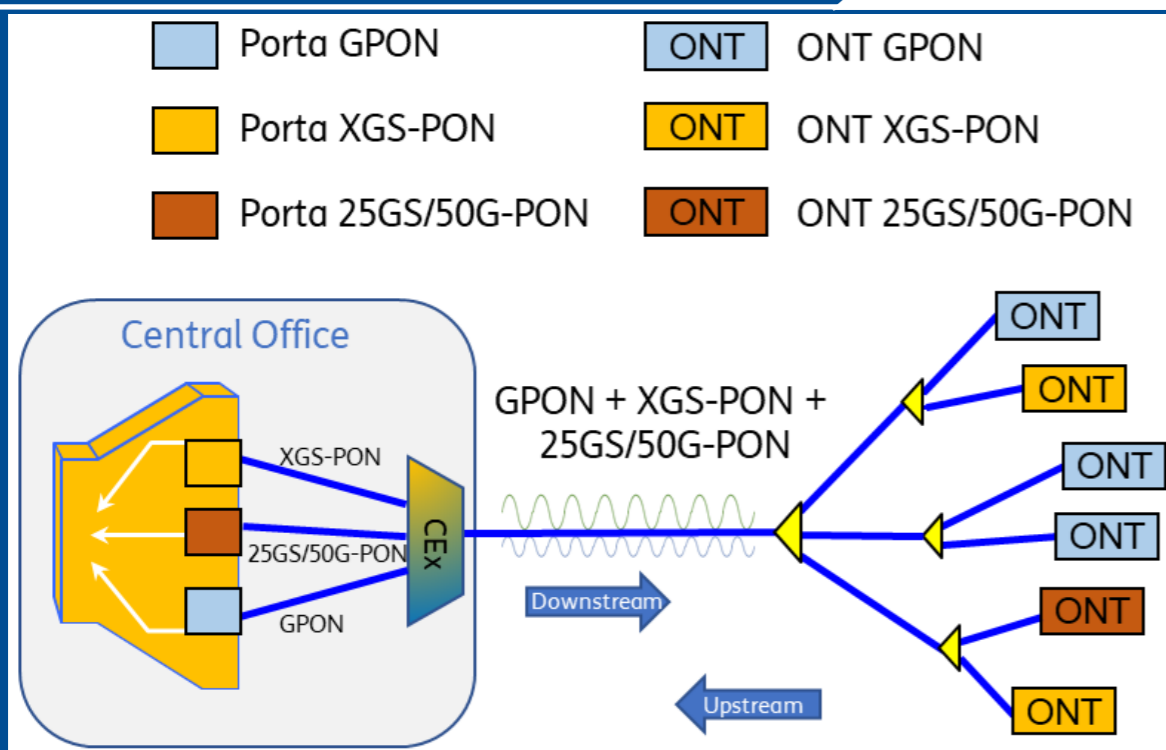 Porta GPON
ONT
ONT GPON
Porta XGS-PON
ONT
ONT XGS-PON
Porta 25GS/50G-PON
ONT
ONT 25GS/50G-PON
Central Office
XGS-PON
25GS/50G-PON
GPON
CEx
GPON + XGS-PON +
25GS/50G-PON
Downstream
Upstream
ONT
ONT
ONT
ONT
ONT
ONT